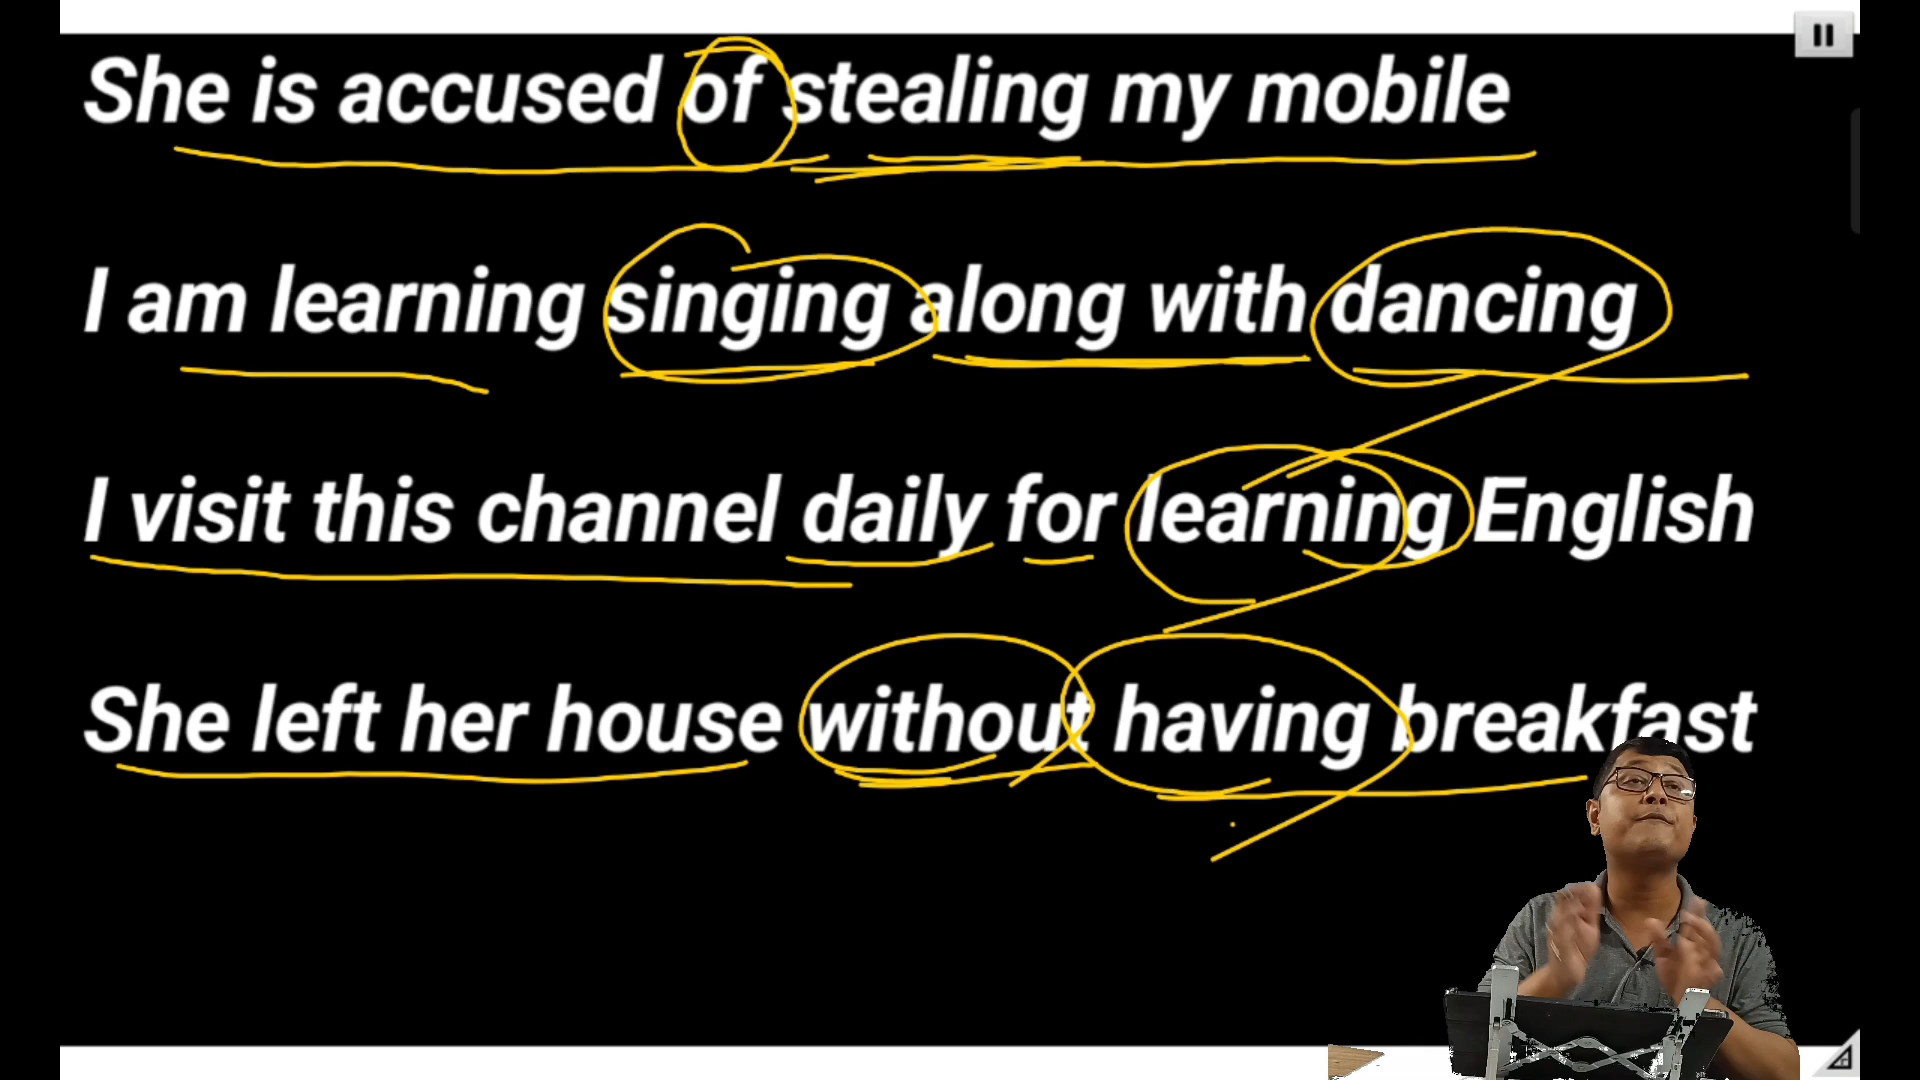 She is accused of stealing my mobile
I am learning singing along with dancing
I visit this channel daily for learning English
She left her house without having breakfast